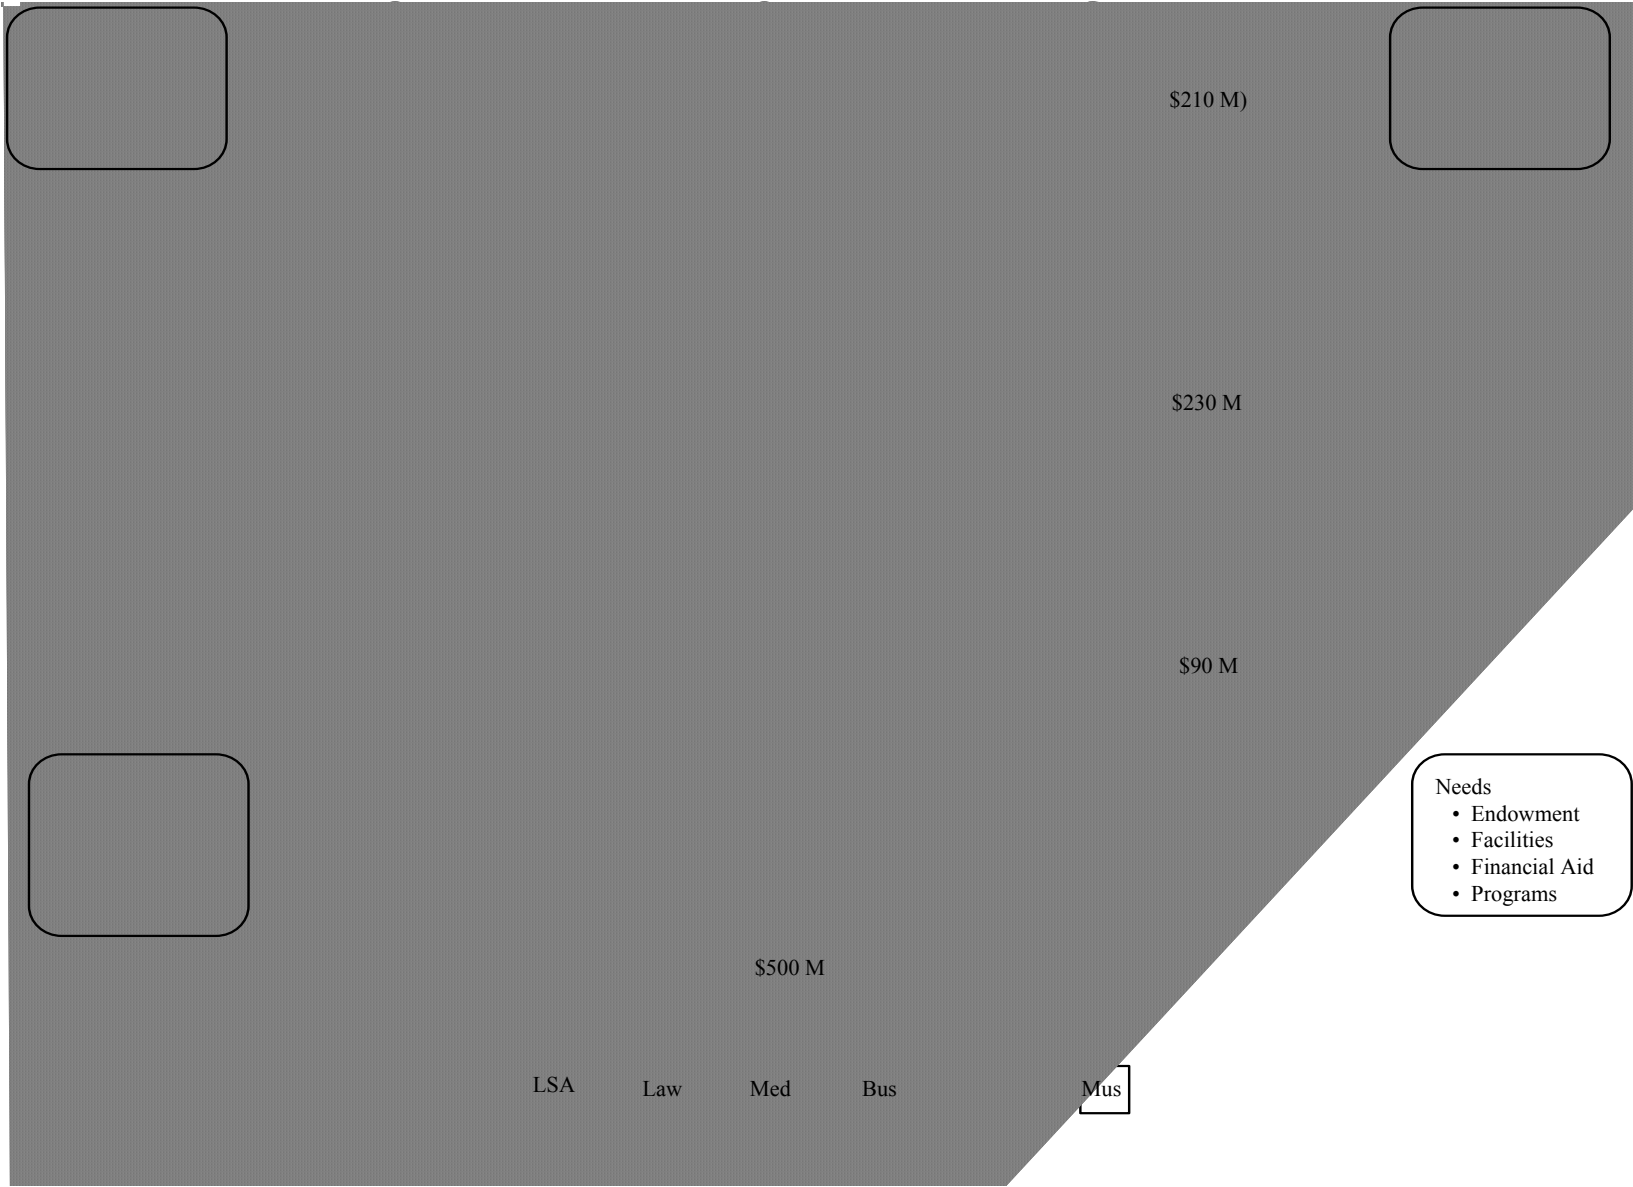 $210 M)
$230 M
$90 M
Needs
• Endowment
• Facilities
• Financial Aid
• Programs
$500 M
LSA
Law
Med
Bus
Mus